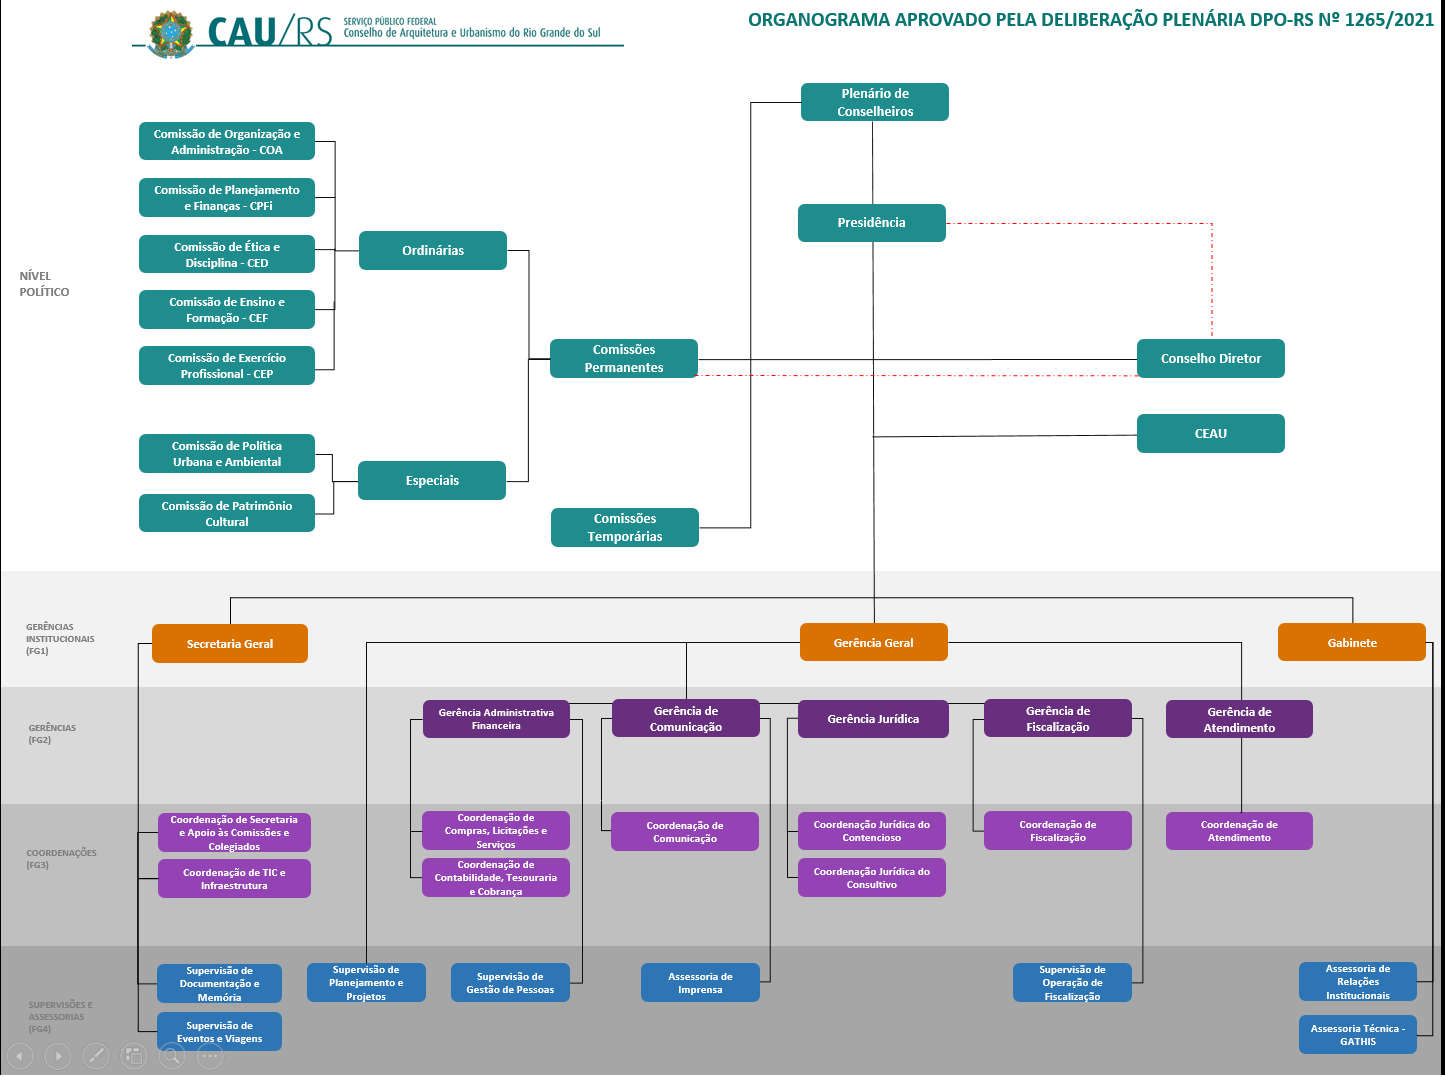 CAU/RS
SERVIÇO PÚBLICO FEDERAL
Conselho de Arquitetura e Urbanismo do Rio Grande do Sul
ORGANOGRAMA APROVADO PELA DELIBERAÇÃO PLENÁRIA DPO-RS Nº 1265/2021
NÍVEL
POLÍTICO
Plenário de
Conselheiros
Presidência
Comissão de Organização e
Administração - COA
Comissão de Planejamento
e Finanças - CPFi
Comissão de Ética e
Disciplina - CED
Comissão de Ensino e
Formação - CEF
Comissão de Exercício
Profissional - CEP
Ordinárias
Comissões
Permanentes
Conselho Diretor
CEAU
Comissão de Política
Urbana e Ambiental
Comissão de Patrimônio
Cultural
Especiais
Comissões
Temporárias
GERÊNCIAS
INSTITUCIONAIS
(FG1)
Secretaria Geral
Gerência Geral
Gabinete
GERÊNCIAS
(FG2)
Gerência Administrativa
Financeira
Gerência de
Comunicação
Gerência Jurídica
Gerência de
Fiscalização
Gerência de
Atendimento
COORDENAÇÕES
(FG3)
Coordenação de Secretaria
e Apoio às Comissões e
Colegiados
Coordenação de TIC e
Infraestrutura
Coordenação de
Compras, Licitações e
Serviços
Coordenação de
Contabilidade, Tesouraria
e Cobrança
Coordenação de
Comunicação
Coordenação Jurídica do
Contencioso
Coordenação Jurídica do
Consultivo
Coordenação de
Fiscalização
Coordenação de
Atendimento
SUPERVISÕES E
ASSESSORIAS
(FG4)
Supervisão de
Documentação e
Memória
Supervisão de
Eventos e Viagens
Supervisão de
Planejamento e
Projetos
Supervisão de
Gestão de Pessoas
Assessoria de
Imprensa
Supervisão de
Operação de
Fiscalização
Assessoria de
Relações
Institucionais
Assessoria Técnica -
GATHIS